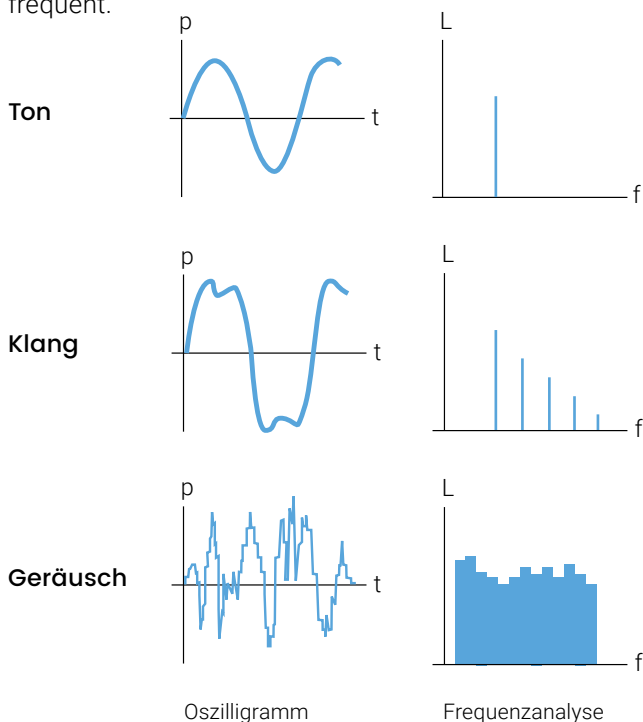 frequent.
p
L
Ton
t
f
p
L
Klang
t
f
p
L
Geräusch
t
f
Oszilligramm
Frequenzanalyse